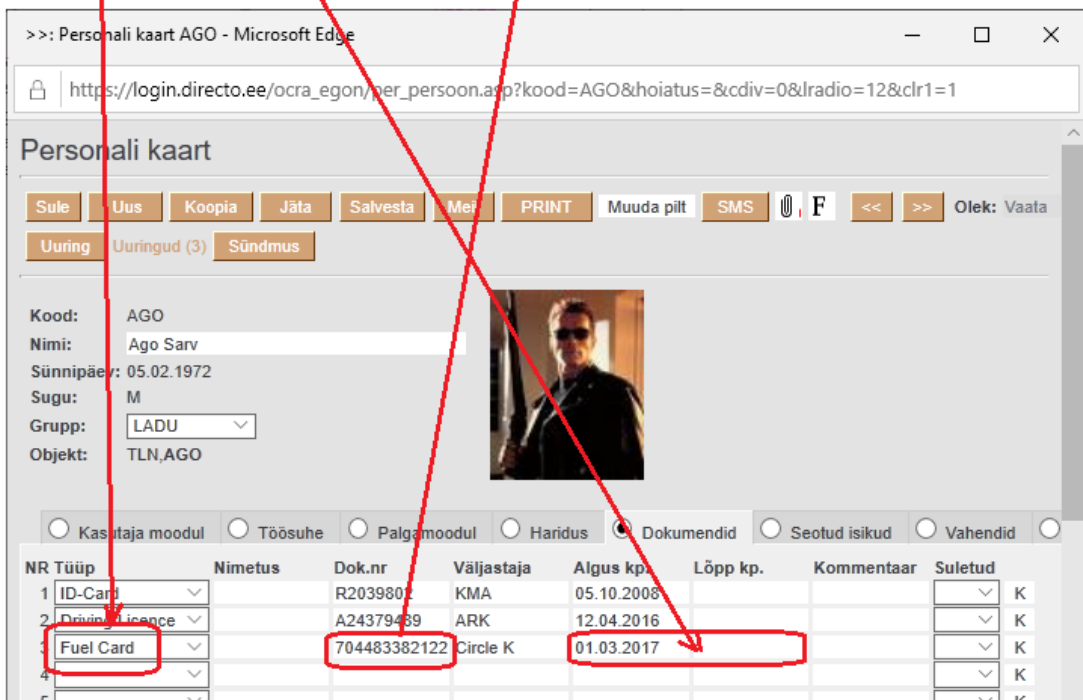 >>: Personali kaart AGO - Microsoft Edge
https://login.directo.ee/ocra_egon/per_persoon.asp?kood=AGO&hoiatus=&cdiv=0&lradio=12&clr1=1
Personali kaart
Sule Uus Koopia Jäta Salvesta Meil PRINT Muuda pilt SMS F << >> Olek: Vaata
Uuring Uuringud (3) Sündmus
Kood: AGO
Nimi: Ago Sarv
Sünnipäev: 05.02.1972
Sugu: M
Grupp: LADU
Objekt: TLN,AGO
Kasutaja moodul Töösuhe Palgamoodul Haridus Dokumendid Seotud isikud Vahendid
NR Tüüp Nimetus Dok.nr Väljastaja Algus kp. Lõpp kp. Kommentaar Suletud
1 ID-Card R2039802 KMA 05.10.2008 K
2 Driving Licence A24379489 ARK 12.04.2016 K
3 Fuel Card 704483382122 Circle K 01.03.2017 K
4 K
5 K